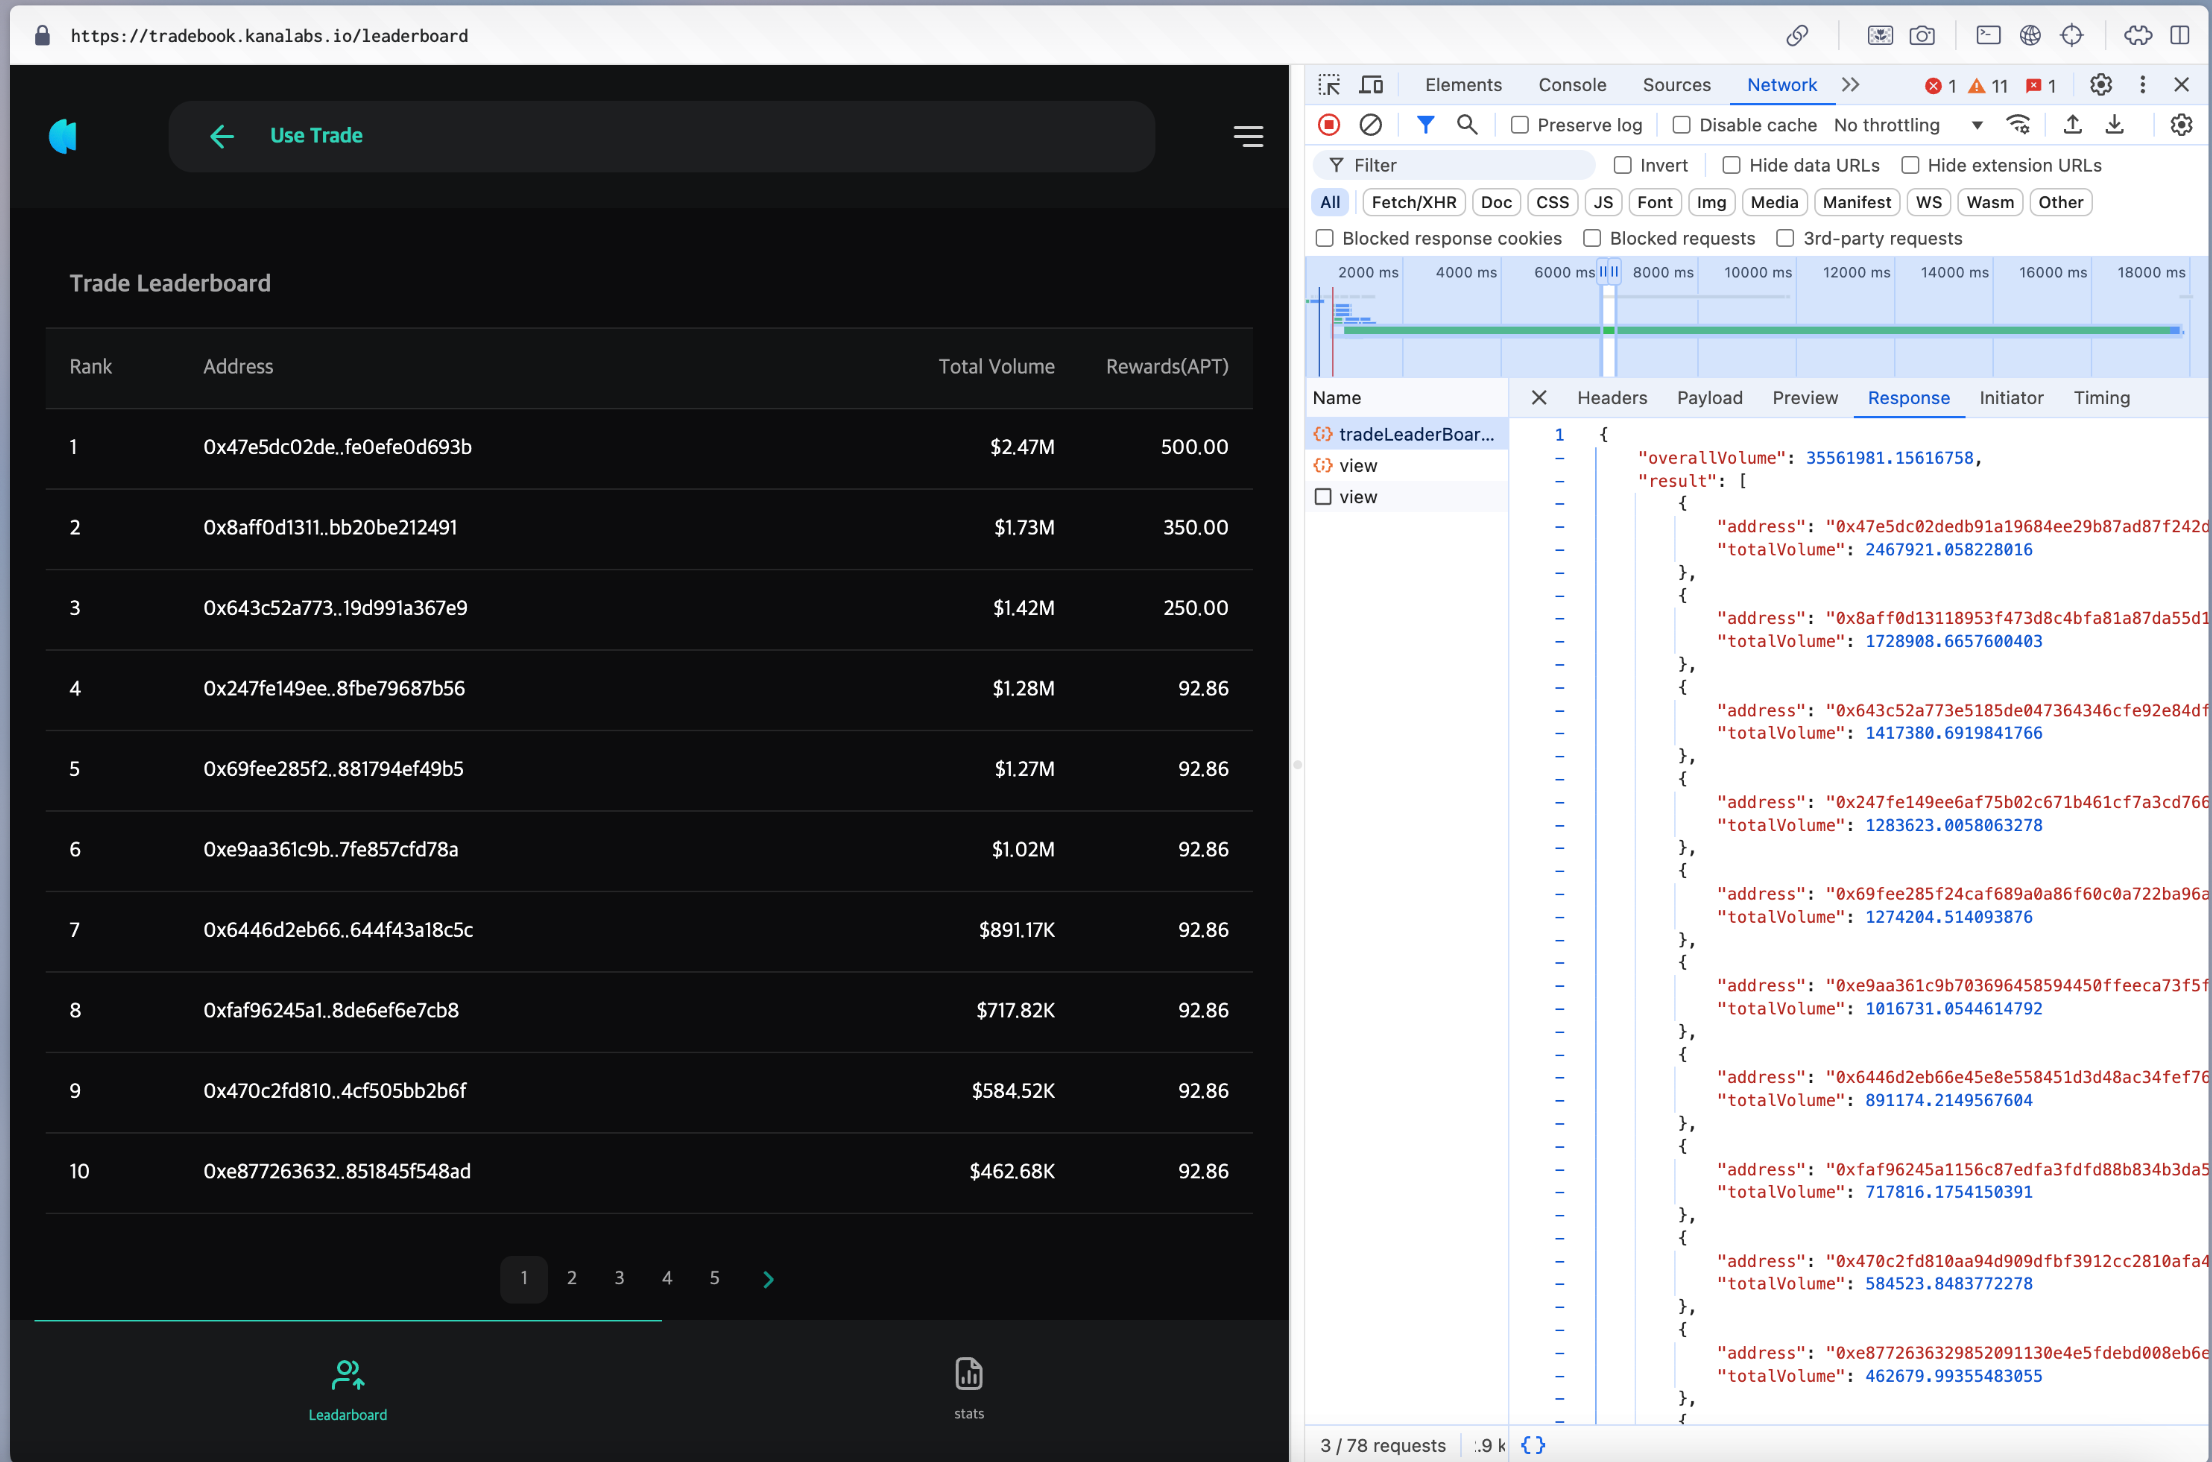 https://tradebook.kanalabs.io/leaderboard
Use Trade
Trade Leaderboard
Rank Address Total Volume Rewards(APT)
1 0x47e5dc02de..fe0efe0d693b $2.47M 500.00
2 0x8aff0d1311..bb20be212491 $1.73M 350.00
3 0x643c52a773..19d991a367e9 $1.42M 250.00
4 0x247fe149ee..8fbe79687b56 $1.28M 92.86
5 0x69fee285f2..881794ef49b5 $1.27M 92.86
6 0xe9aa361c9b..7fe857cfd78a $1.02M 92.86
7 0x6446d2eb66..644f43a18c5c $891.17K 92.86
8 0xfaf96245a1..8de6ef6e7cb8 $717.82K 92.86
9 0x470c2fd810..4cf505bb2b6f $584.52K 92.86
10 0xe877263632..851845f548ad $462.68K 92.86
1 2 3 4 5
Leadarboard
stats
Elements Console Sources Network 1 11 1
Preserve log Disable cache No throttling
Filter Invert Hide data URLs Hide extension URLs
All Fetch/XHR Doc CSS JS Font Img Media Manifest WS Wasm Other
Blocked response cookies Blocked requests 3rd-party requests
2000 ms 4000 ms 6000 ms 8000 ms 10000 ms 12000 ms 14000 ms 16000 ms 18000 ms
Name
tradeLeaderBoar...
view
view
Headers Payload Preview Response Initiator Timing
1 {
- "overallVolume": 35561981.15616758,
- "result": [
- {
- "address": "0x47e5dc02dedb91a19684ee29b87ad87f242d
- "totalVolume": 2467921.058228016
- },
- {
- "address": "0x8aff0d13118953f473d8c4bfa81a87da55d1
- "totalVolume": 1728908.6657600403
- },
- {
- "address": "0x643c52a773e5185de047364346cfe92e84df
- "totalVolume": 1417380.6919841766
- },
- {
- "address": "0x247fe149ee6af75b02c671b461cf7a3cd766
- "totalVolume": 1283623.0058063278
- },
- {
- "address": "0x69fee285f24caf689a0a86f60c0a722ba96a
- "totalVolume": 1274204.514093876
- },
- {
- "address": "0xe9aa361c9b703696458594450ffeeca73f5f
- "totalVolume": 1016731.0544614792
- },
- {
- "address": "0x6446d2eb66e45e8e558451d3d48ac34fef76
- "totalVolume": 891174.2149567604
- },
- {
- "address": "0xfaf96245a1156c87edfa3fdfd88b834b3da5
- "totalVolume": 717816.1754150391
- },
- {
- "address": "0x470c2fd810aa94d909dfbf3912cc2810afa4
- "totalVolume": 584523.8483772278
- },
- {
- "address": "0xe8772636329852091130e4e5fdebd008eb6e
- "totalVolume": 462679.99355483055
- },
- {
3 / 78 requests .9 k {}